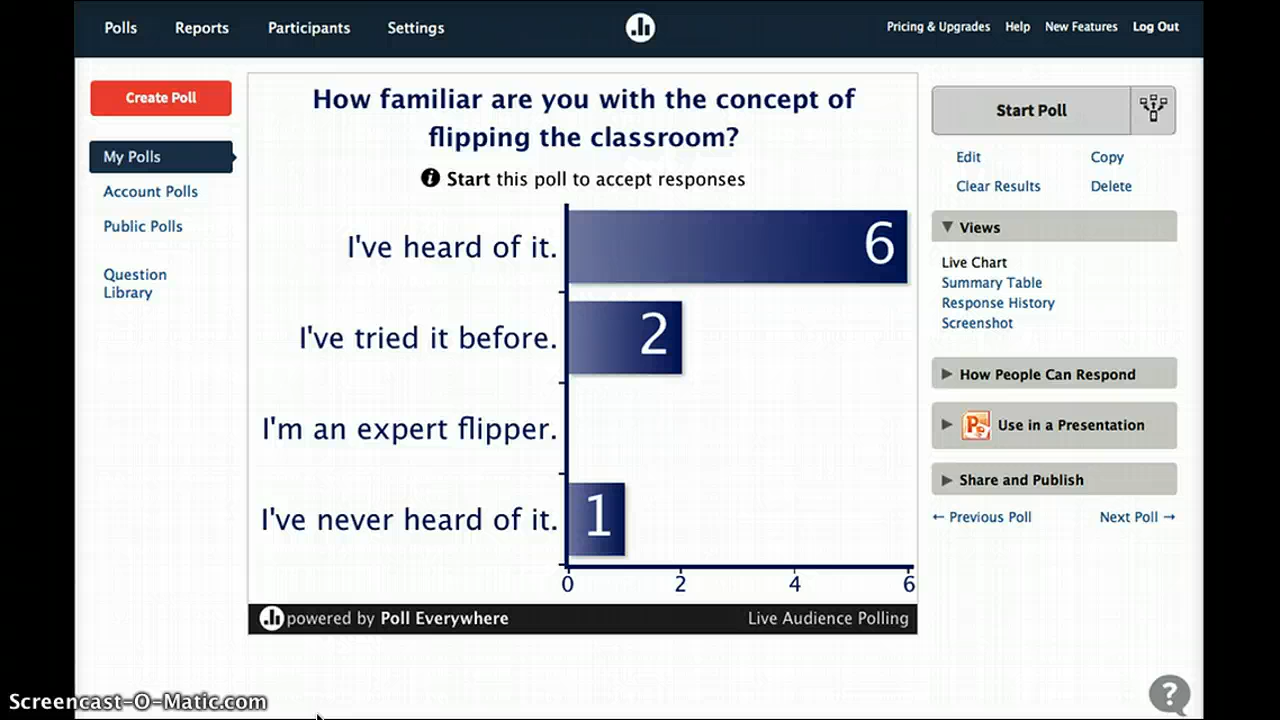 Polls Reports Participants Settings Pricing & Upgrades Help New Features Log Out
Create Poll
My Polls
Account Polls
Public Polls
Question
Library
How familiar are you with the concept of
flipping the classroom?
i Start this poll to accept responses
I've heard of it. 6
I've tried it before. 2
I'm an expert flipper.
I've never heard of it. 1
0 2 4 6
powered by Poll Everywhere Live Audience Polling
Start Poll
Edit Copy
Clear Results Delete
Views
Live Chart
Summary Table
Response History
Screenshot
How People Can Respond
Use in a Presentation
Share and Publish
← Previous Poll Next Poll →
?
Screencast-O-Matic.com